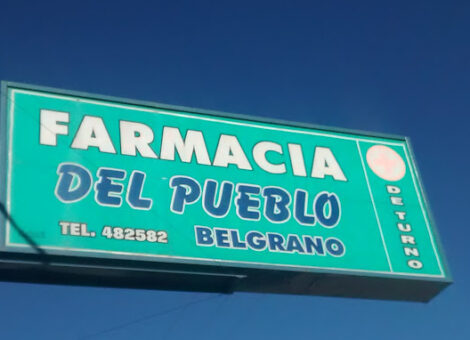 FARMACIA
DEL PUEBLO
TEL. 482582
BELGRANO
DE TURNO